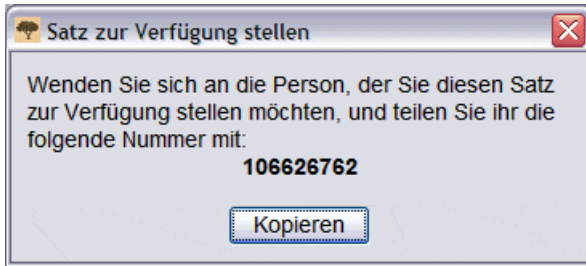 Satz zur Verfügung stellen
Wenden Sie sich an die Person, der Sie diesen Satz
zur Verfügung stellen möchten, und teilen Sie ihr die
folgende Nummer mit:
106626762
Kopieren